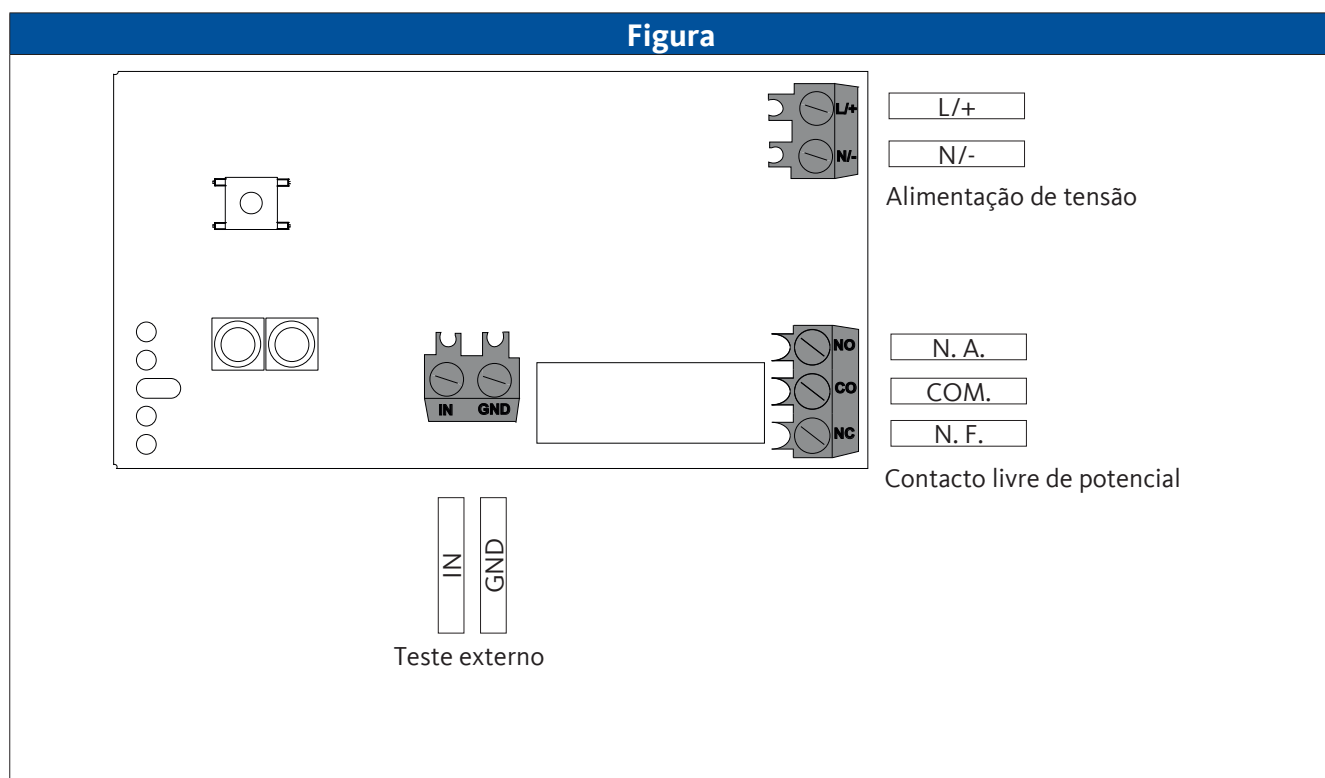 Figura
L/+
L/+
N/-
N/-
Alimentação de tensão
NO
N. A.
CO
COM.
NC
N. F.
Contacto livre de potencial
IN
GND
IN
GND
Teste externo